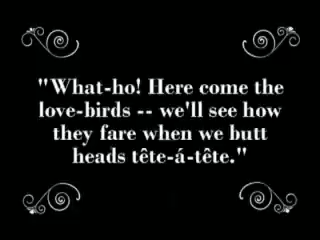 "What-ho! Here come the
love-birds -- we'll see how
they fare when we butt
heads tête-á-tête."